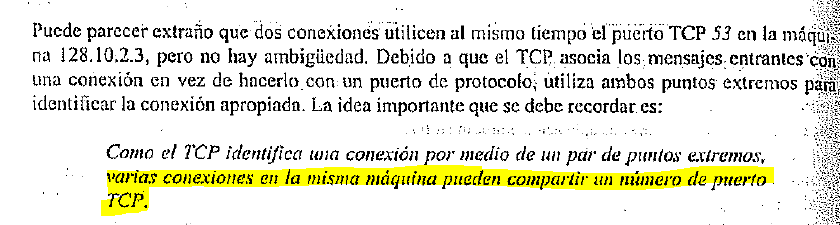 Puede parecer extraño que dos conexiones utilicen al mismo tiempo el puerto TCP 53 en la máqui-
na 128.10.2.3, pero no hay ambigüedad. Debido a que el TCP asocia los mensajes entrantes con
una conexión en vez de hacerlo con un puerto de protocolo, utiliza ambos puntos extremos para
identificar la conexión apropiada. La idea importante que se debe recordar es:
Como el TCP identifica una conexión por medio de un par de puntos extremos,
varias conexiones en la misma máquina pueden compartir un número de puerto
TCP.